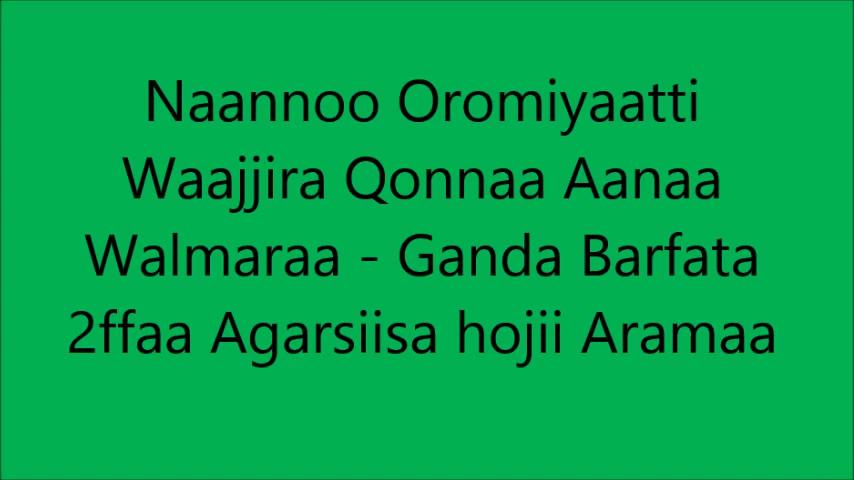 Naannoo Oromiyaatti
Waajjira Qonnaa Aanaa
Walmaraa - Ganda Barfata
2ffaa Agarsiisa hojii Aramaa